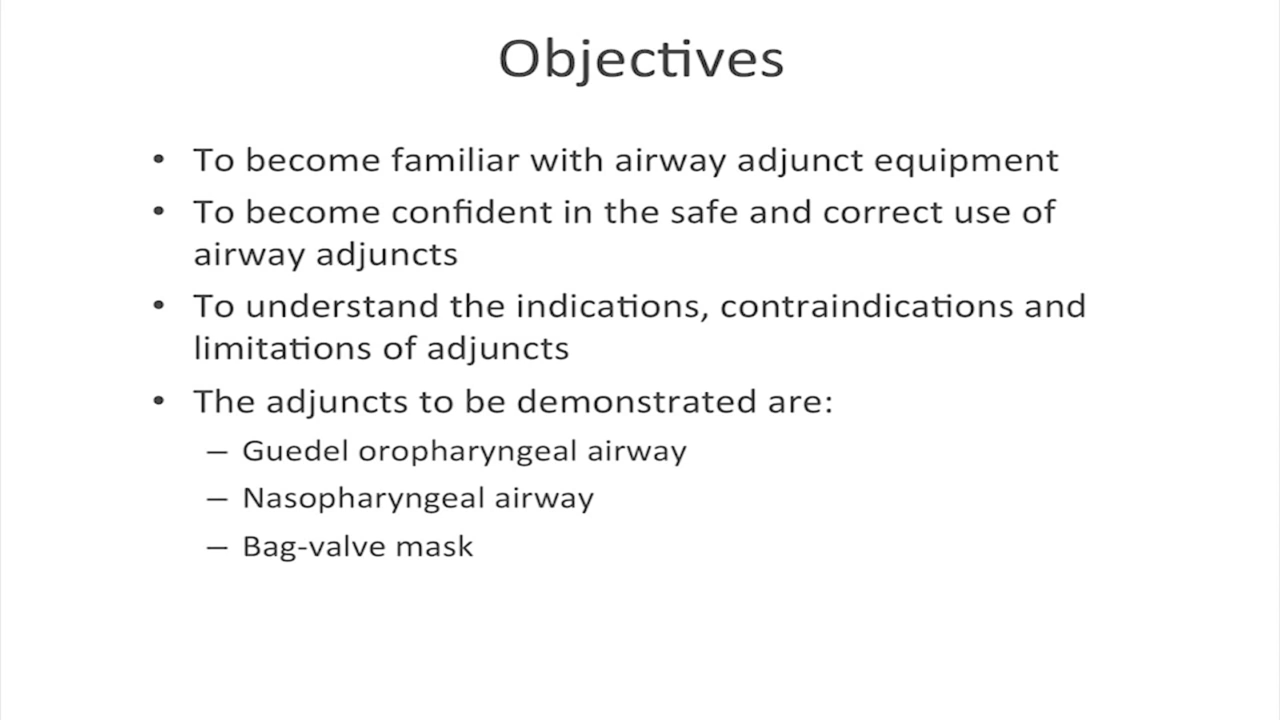 Objectives
• To become familiar with airway adjunct equipment
• To become confident in the safe and correct use of
airway adjuncts
• To understand the indications, contraindications and
limitations of adjuncts
• The adjuncts to be demonstrated are:
– Guedel oropharyngeal airway
– Nasopharyngeal airway
– Bag-valve mask